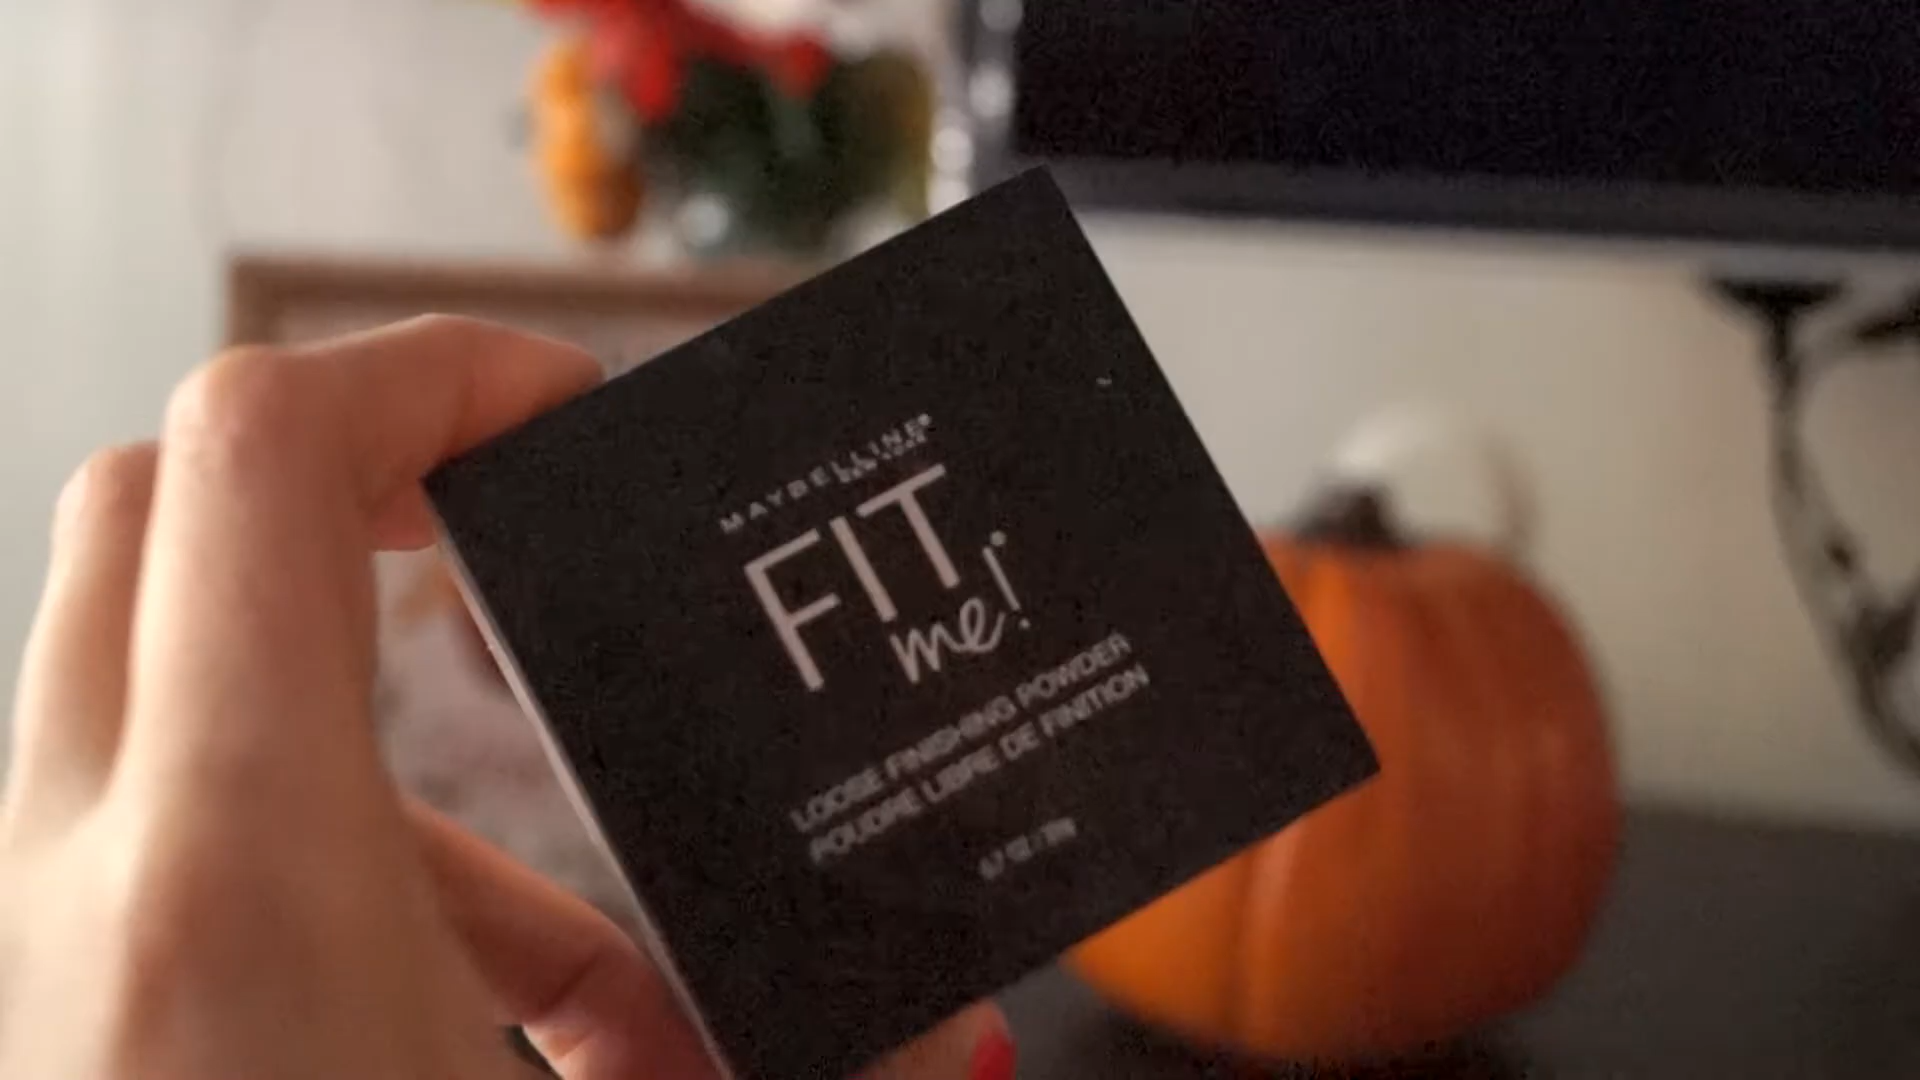 MAYBELLINE®
NEW YORK
FIT
me!®
LOOSE FINISHING POWDER
POUDRE LIBRE DE FINITION